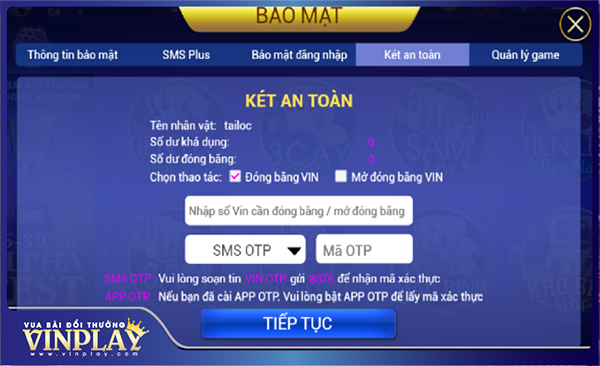 BẢO MẬT
Thông tin bảo mật SMS Plus Bảo mật đăng nhập Két an toàn Quản lý game
KÉT AN TOÀN
Tên nhân vật: tailoc
Số dư khả dụng: 0
Số dư đóng băng: 0
Chọn thao tác: Đóng băng VIN Mở đóng băng VIN
Nhập số Vin cần đóng băng / mở đóng băng
SMS OTP Mã OTP
SMS OTP: Vui lòng soạn tin VIN OTP gửi 8079 để nhận mã xác thực
APP OTP: Nếu bạn đã cài APP OTP. Vui lòng bật APP OTP để lấy mã xác thực
TIẾP TỤC
VUA BÀI ĐỔI THƯỞNG
VINPLAY
www.vinplay.com
3CAY
SÂM
TIEN LE